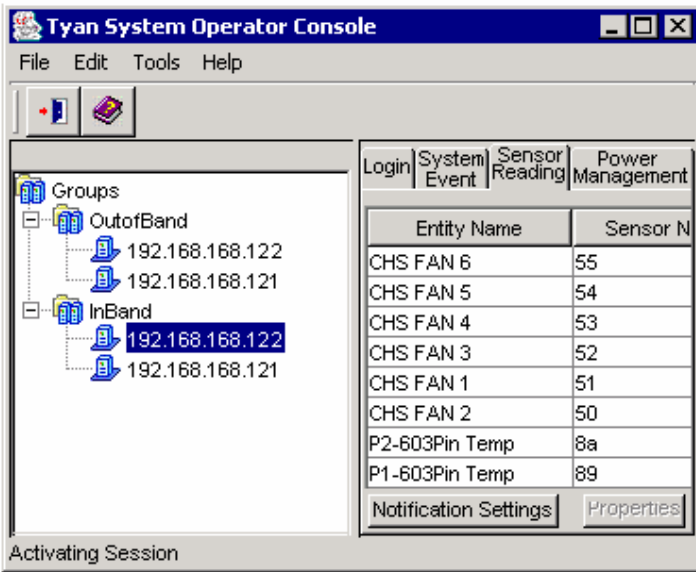 Tyan System Operator Console
File Edit Tools Help
Groups
OutofBand
192.168.168.122
192.168.168.121
InBand
192.168.168.122
192.168.168.121
Login System Event Sensor Reading Power Management
Entity Name Sensor N
CHS FAN 6 55
CHS FAN 5 54
CHS FAN 4 53
CHS FAN 3 52
CHS FAN 1 51
CHS FAN 2 50
P2-603Pin Temp 8a
P1-603Pin Temp 89
Notification Settings Properties
Activating Session